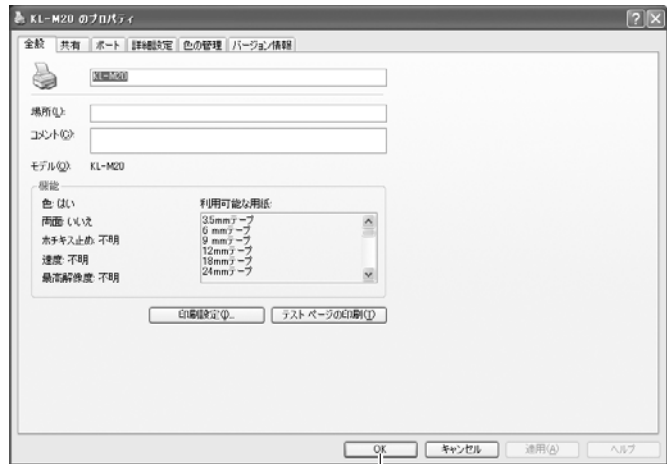 KL-M20 のプロパティ
全般 共有 ポート 詳細設定 色の管理 バージョン情報
KL-M20
場所(L):
コメント(C):
モデル(O): KL-M20
機能
色: はい
利用可能な用紙:
両面: いいえ
ホチキス止め: 不明
速度: 不明
最高解像度: 不明
3.5mmテープ
6 mmテープ
9 mmテープ
12mmテープ
18mmテープ
24mmテープ
印刷設定(I)... テスト ページの印刷(T)
OK キャンセル 適用(A) ヘルプ